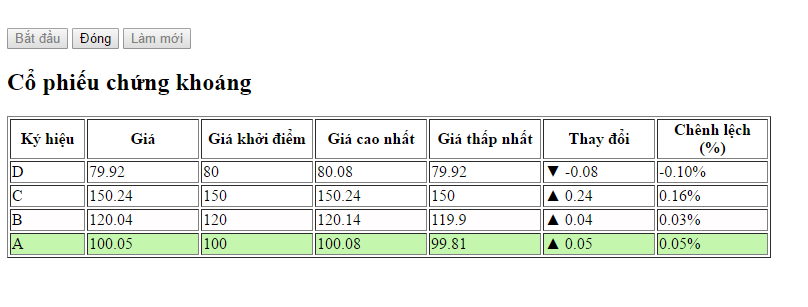 Bắt đầu Đóng Làm mới
Cổ phiếu chứng khoáng
Ký hiệu Giá Giá khởi điểm Giá cao nhất Giá thấp nhất Thay đổi Chênh lệch
(%)
D 79.92 80 80.08 79.92 ▼ -0.08 -0.10%
C 150.24 150 150.24 150 ▲ 0.24 0.16%
B 120.04 120 120.14 119.9 ▲ 0.04 0.03%
A 100.05 100 100.08 99.81 ▲ 0.05 0.05%